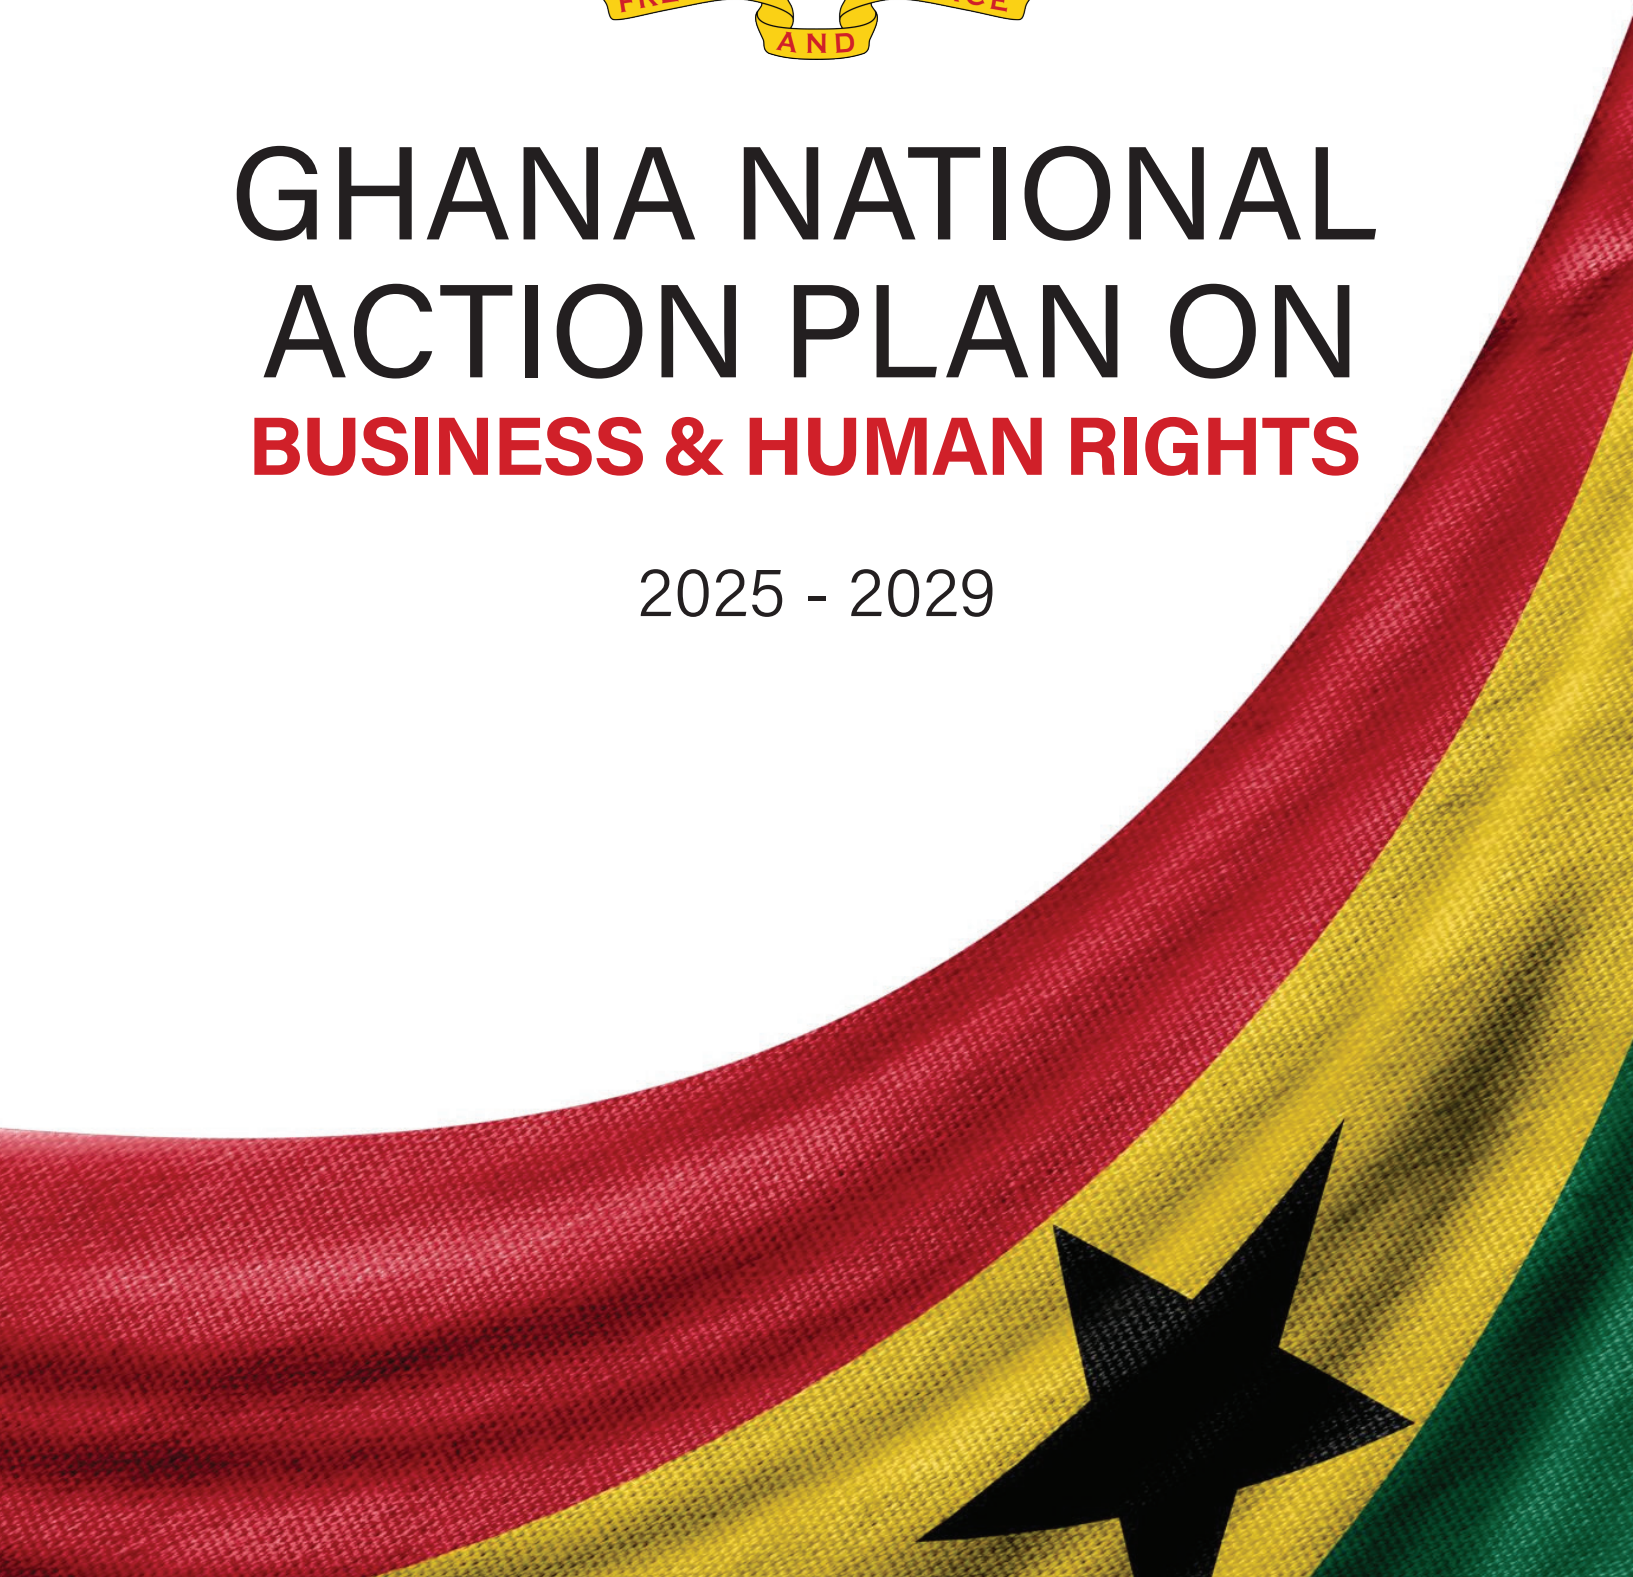 AND
GHANA NATIONAL
ACTION PLAN ON
BUSINESS & HUMAN RIGHTS
2025 - 2029